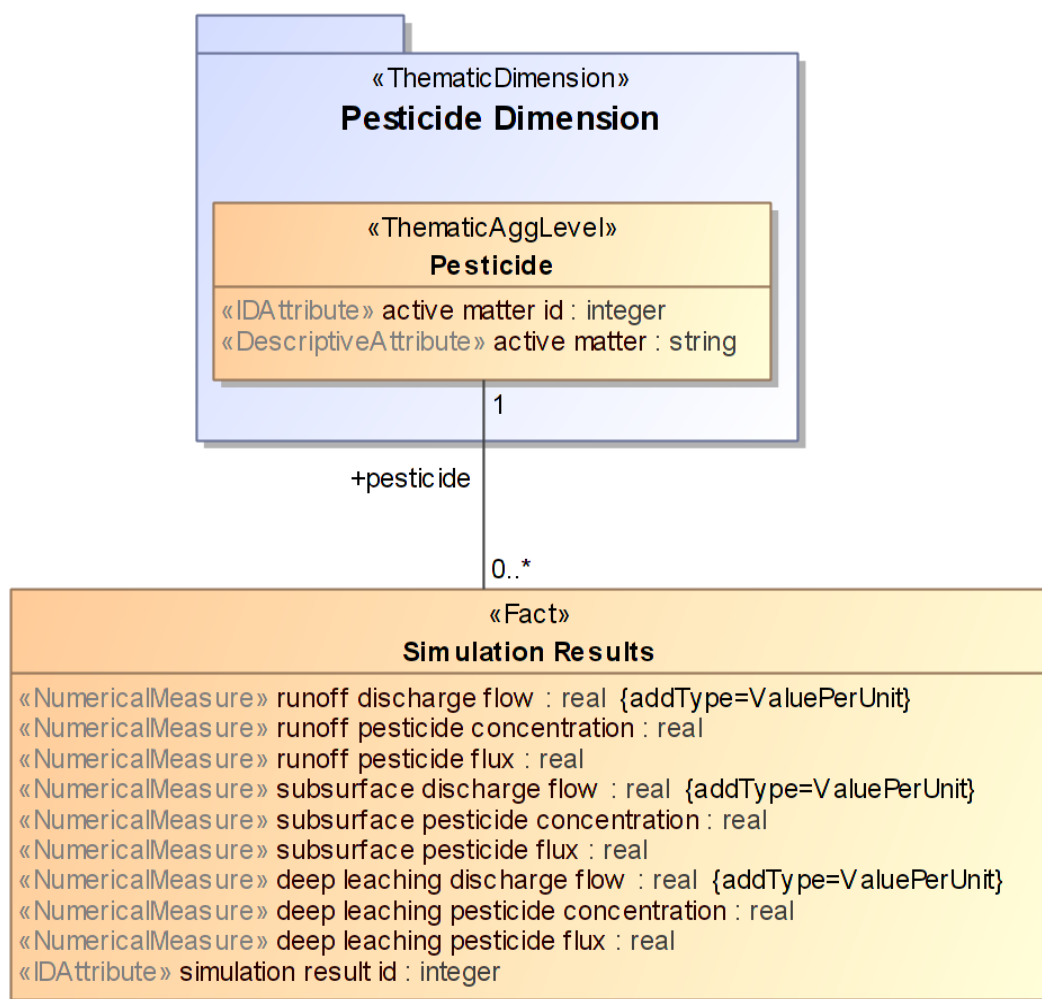 «ThematicDimension»
Pesticide Dimension
«ThematicAggLevel»
Pesticide
«IDAttribute» active matter id : integer
«DescriptiveAttribute» active matter : string
1
+pesticide
0..*
«Fact»
Simulation Results
«NumericalMeasure» runoff discharge flow : real {addType=ValuePerUnit}
«NumericalMeasure» runoff pesticide concentration : real
«NumericalMeasure» runoff pesticide flux : real
«NumericalMeasure» subsurface discharge flow : real {addType=ValuePerUnit}
«NumericalMeasure» subsurface pesticide concentration : real
«NumericalMeasure» subsurface pesticide flux : real
«NumericalMeasure» deep leaching discharge flow : real {addType=ValuePerUnit}
«NumericalMeasure» deep leaching pesticide concentration : real
«NumericalMeasure» deep leaching pesticide flux : real
«IDAttribute» simulation result id : integer